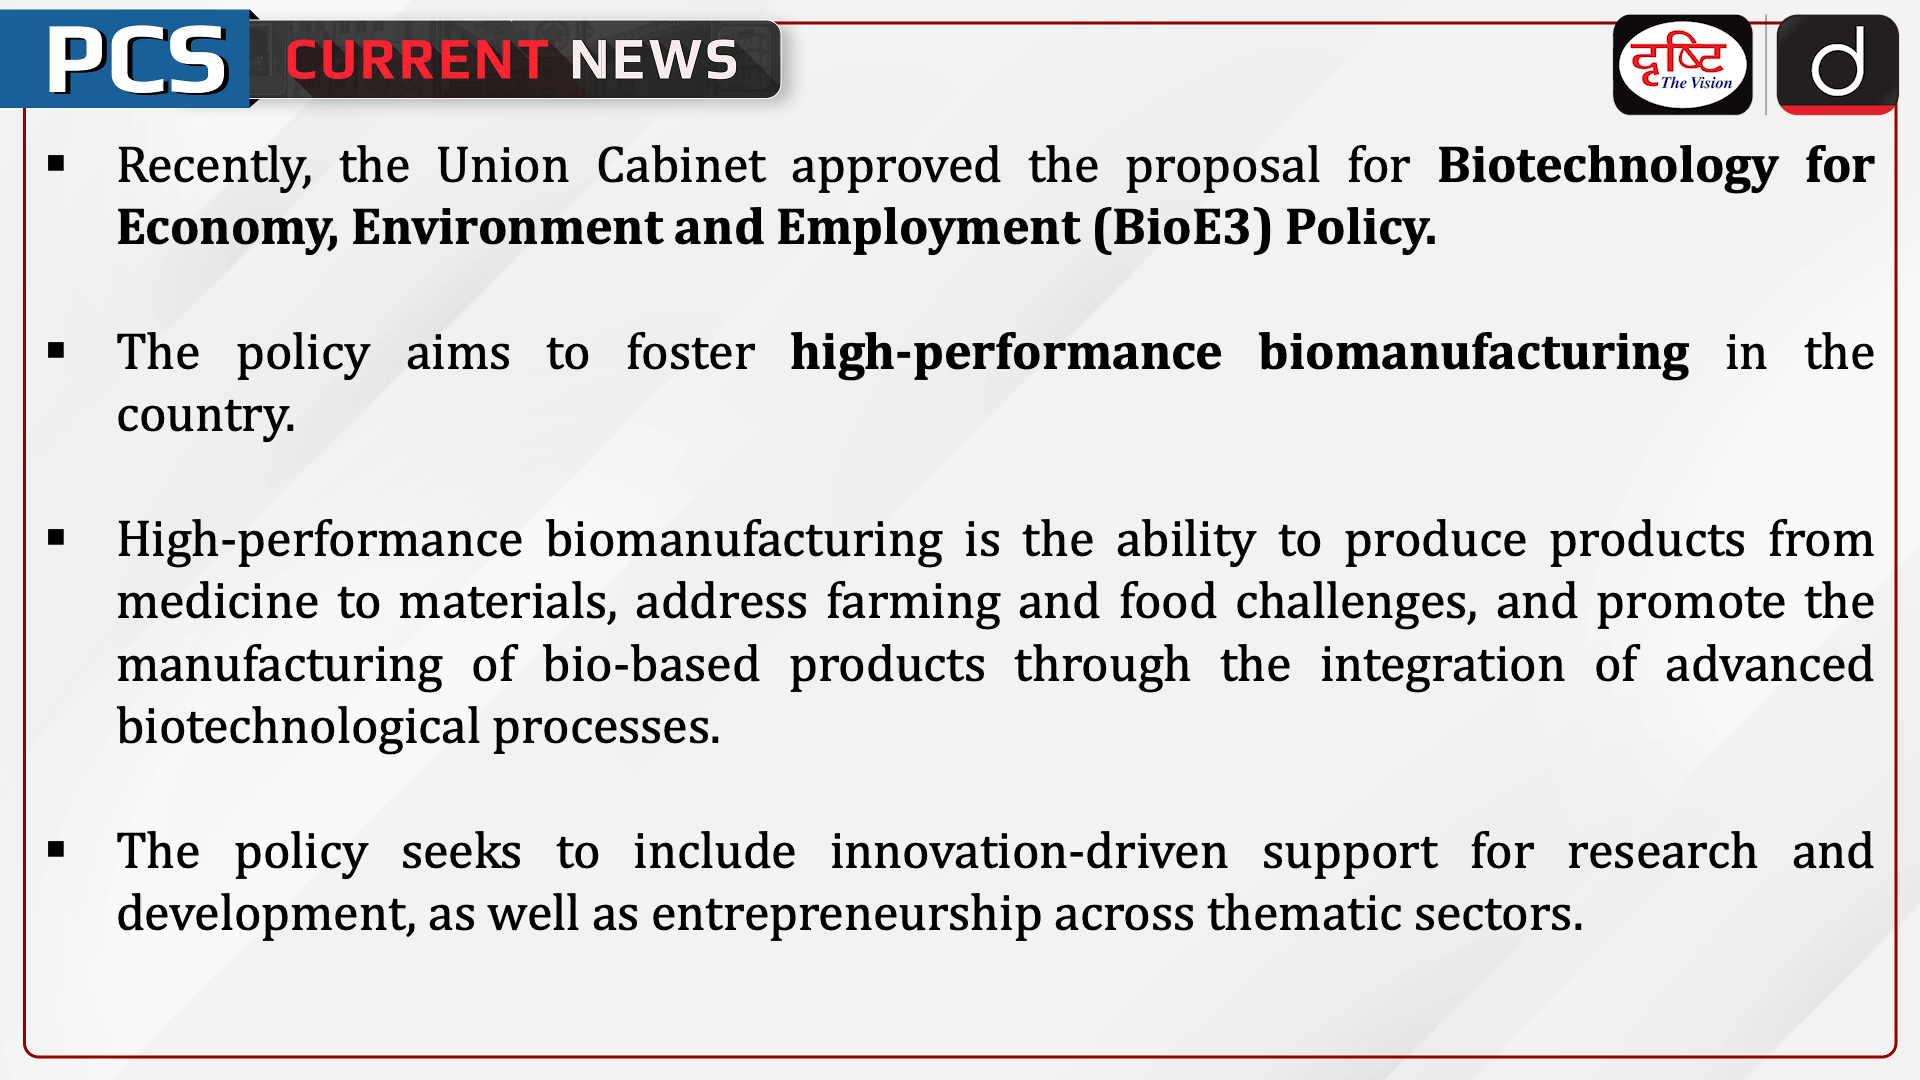 PCS CURRENT NEWS
दृष्टि
The Vision
d
▪ Recently, the Union Cabinet approved the proposal for Biotechnology for
Economy, Environment and Employment (BioE3) Policy.
▪ The policy aims to foster high-performance biomanufacturing in the
country.
▪ High-performance biomanufacturing is the ability to produce products from
medicine to materials, address farming and food challenges, and promote the
manufacturing of bio-based products through the integration of advanced
biotechnological processes.
▪ The policy seeks to include innovation-driven support for research and
development, as well as entrepreneurship across thematic sectors.